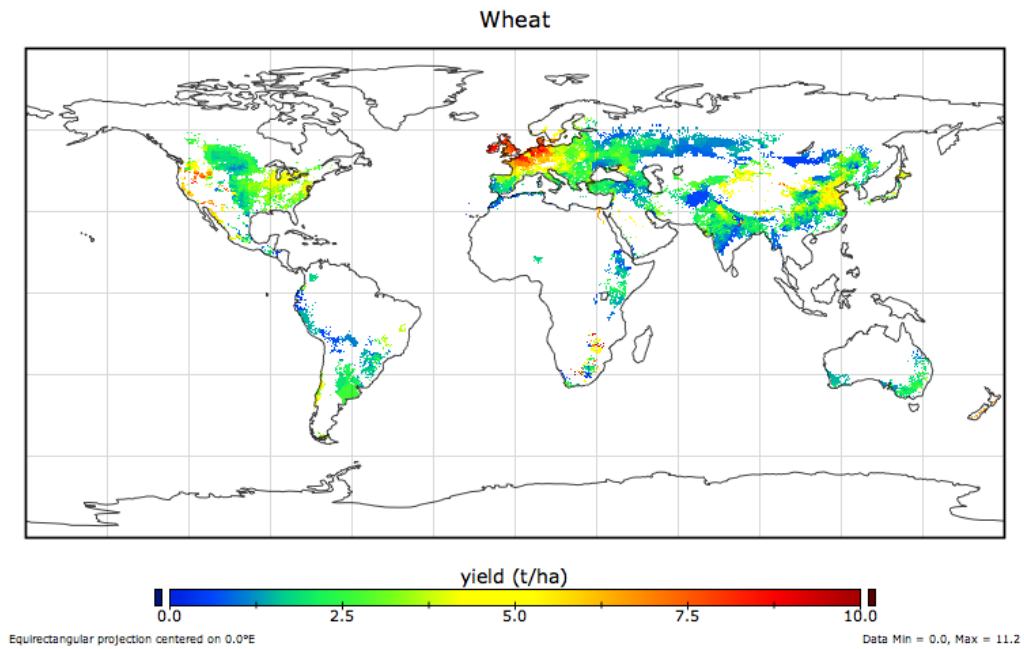 Wheat
yield (t/ha)
0.0 2.5 5.0 7.5 10.0
Equirectangular projection centered on 0.0°E
Data Min = 0.0, Max = 11.2